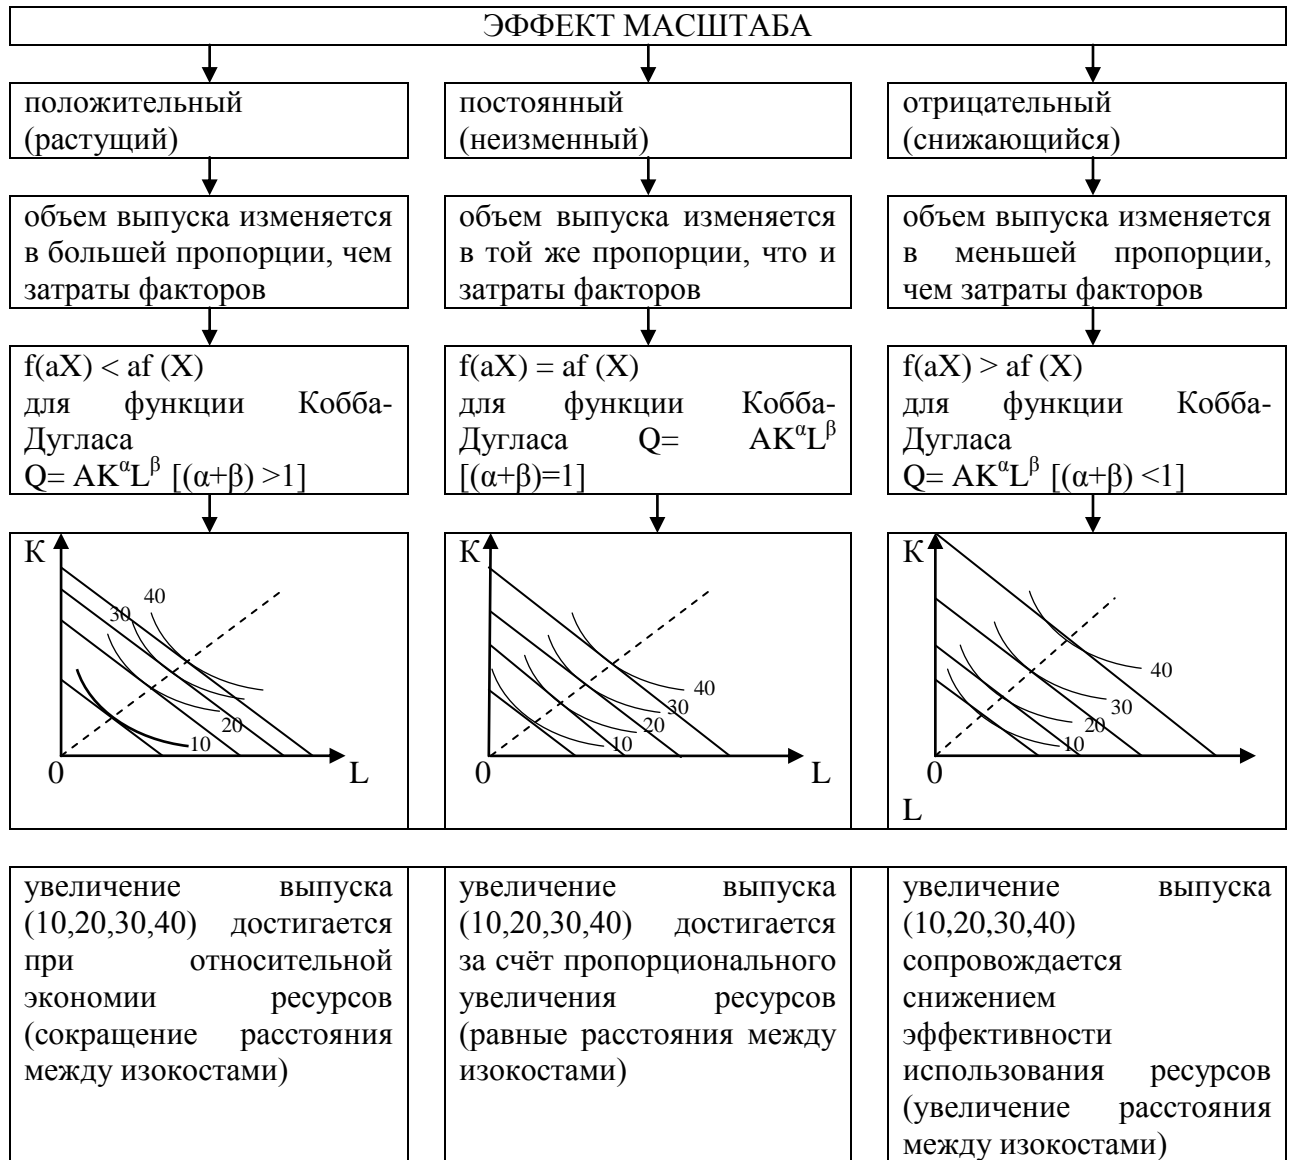 ЭФФЕКТ МАСШТАБА
положительный
(растущий)
постоянный
(неизменный)
отрицательный
(снижающийся)
объем выпуска изменяется
в большей пропорции, чем
затраты факторов
объем выпуска изменяется
в той же пропорции, что и
затраты факторов
объем выпуска изменяется
в меньшей пропорции,
чем затраты факторов
f(aX) < af (X)
для функции Кобба-
Дугласа
Q= AK^αL^β [(α+β) >1]
f(aX) = af (X)
для функции Кобба-
Дугласа Q= AK^αL^β
[(α+β)=1]
f(aX) > af (X)
для функции Кобба-
Дугласа
Q= AK^αL^β [(α+β) <1]
К
40
30
20
10
0
L
К
40
30
20
10
0
L
К
40
30
20
10
0
L
увеличение выпуска
(10,20,30,40) достигается
при относительной
экономии ресурсов
(сокращение расстояния
между изокостами)
увеличение выпуска
(10,20,30,40) достигается
за счёт пропорционального
увеличения ресурсов
(равные расстояния между
изокостами)
увеличение выпуска
(10,20,30,40)
сопровождается
снижением
эффективности
использования ресурсов
(увеличение расстояния
между изокостами)